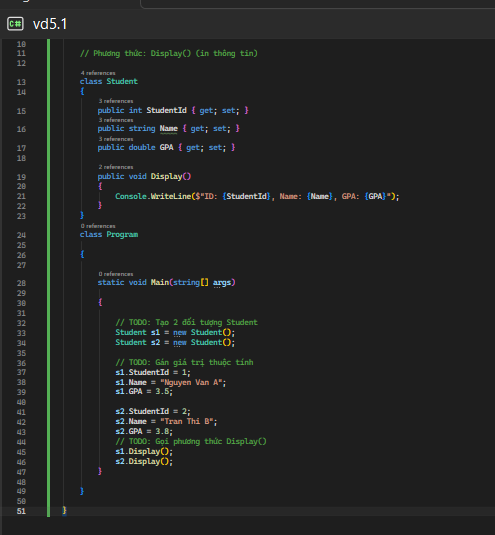 C# vd5.1
10
11 // Phương thức: Display() (in thông tin)
12
4 references
13 class Student
14 {
3 references
15 public int StudentId { get; set; }
3 references
16 public string Name { get; set; }
3 references
17 public double GPA { get; set; }
18
2 references
19 public void Display()
20 {
21 Console.WriteLine($"ID: {StudentId}, Name: {Name}, GPA: {GPA}");
22 }
23 }
0 references
24 class Program
25
26 {
27
0 references
28 static void Main(string[] args)
29
30 {
31
32 // TODO: Tạo 2 đối tượng Student
33 Student s1 = new Student();
34 Student s2 = new Student();
35
36 // TODO: Gán giá trị thuộc tính
37 s1.StudentId = 1;
38 s1.Name = "Nguyen Van A";
39 s1.GPA = 3.5;
40
41 s2.StudentId = 2;
42 s2.Name = "Tran Thi B";
43 s2.GPA = 3.8;
44 // TODO: Gọi phương thức Display()
45 s1.Display();
46 s2.Display();
47 }
48
49 }
50
51 }